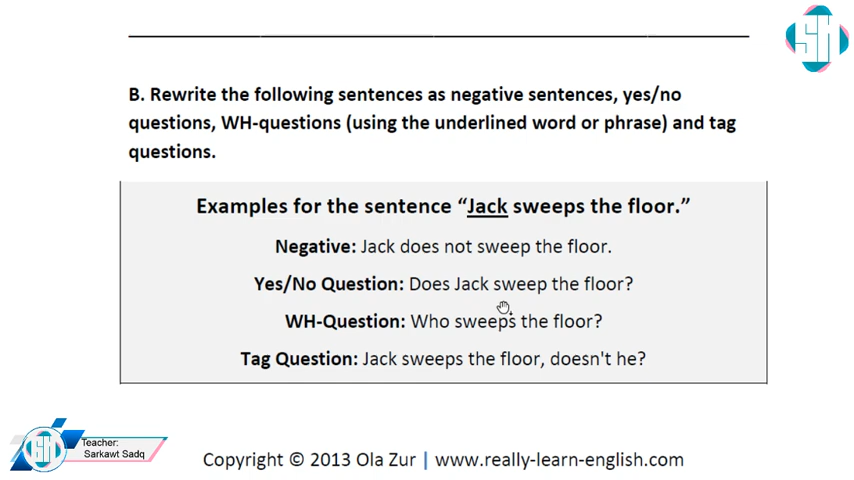 SH
B. Rewrite the following sentences as negative sentences, yes/no
questions, WH-questions (using the underlined word or phrase) and tag
questions.
Examples for the sentence “Jack sweeps the floor.”
Negative: Jack does not sweep the floor.
Yes/No Question: Does Jack sweep the floor?
WH-Question: Who sweeps the floor?
Tag Question: Jack sweeps the floor, doesn't he?
SH
Teacher:
Sarkawt Sadq
Copyright © 2013 Ola Zur | www.really-learn-english.com